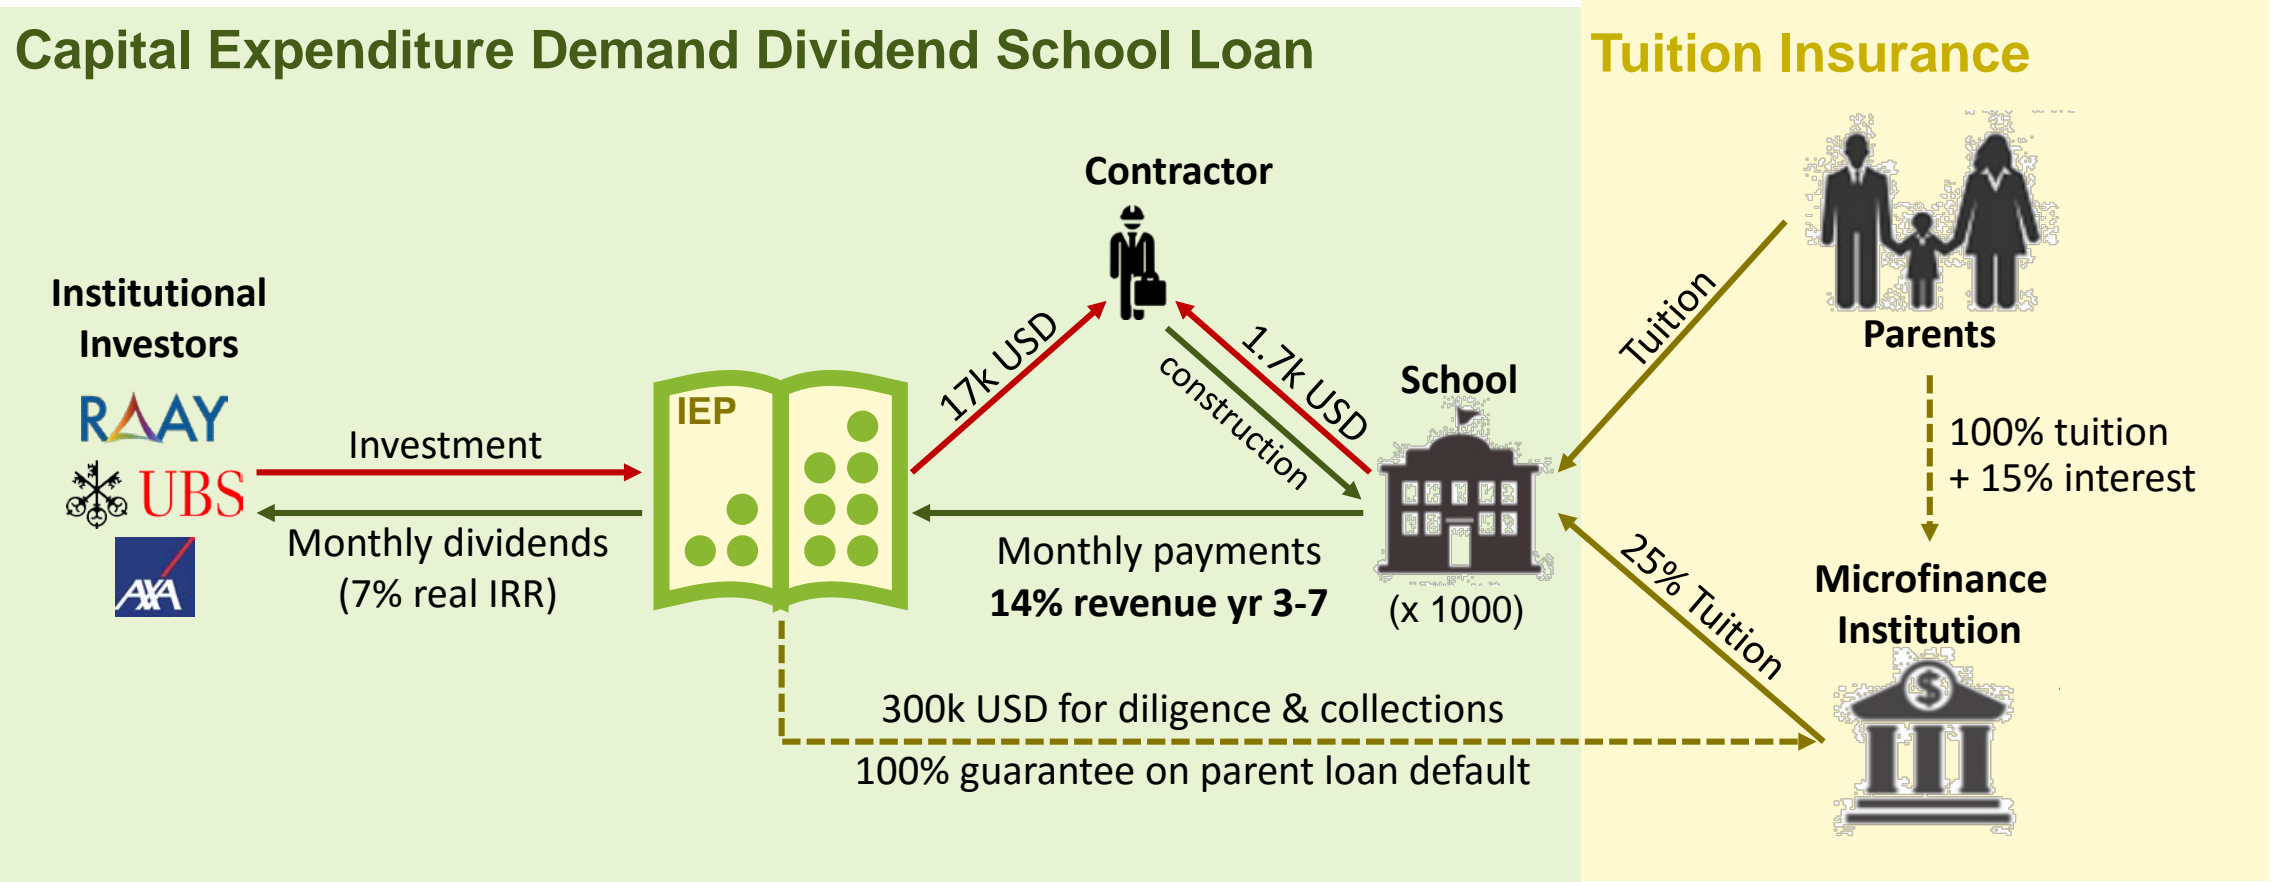 Capital Expenditure Demand Dividend School Loan
Tuition Insurance
Contractor
Institutional
Investors
RAAY
UBS
AXA
Investment
Monthly dividends
(7% real IRR)
IEP
17k USD
1.7k USD
construction
School
(x 1000)
Monthly payments
14% revenue yr 3-7
300k USD for diligence & collections
100% guarantee on parent loan default
Tuition
Parents
100% tuition
+ 15% interest
25% Tuition
Microfinance
Institution
$